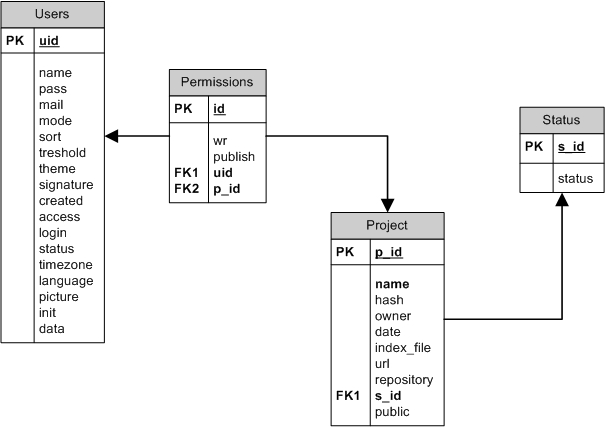 Users
PK uid
name
pass
mail
mode
sort
treshold
theme
signature
created
access
login
status
timezone
language
picture
init
data
Permissions
PK id
wr
publish
FK1 uid
FK2 p_id
Project
PK p_id
name
hash
owner
date
index_file
url
repository
FK1 s_id
public
Status
PK s_id
status